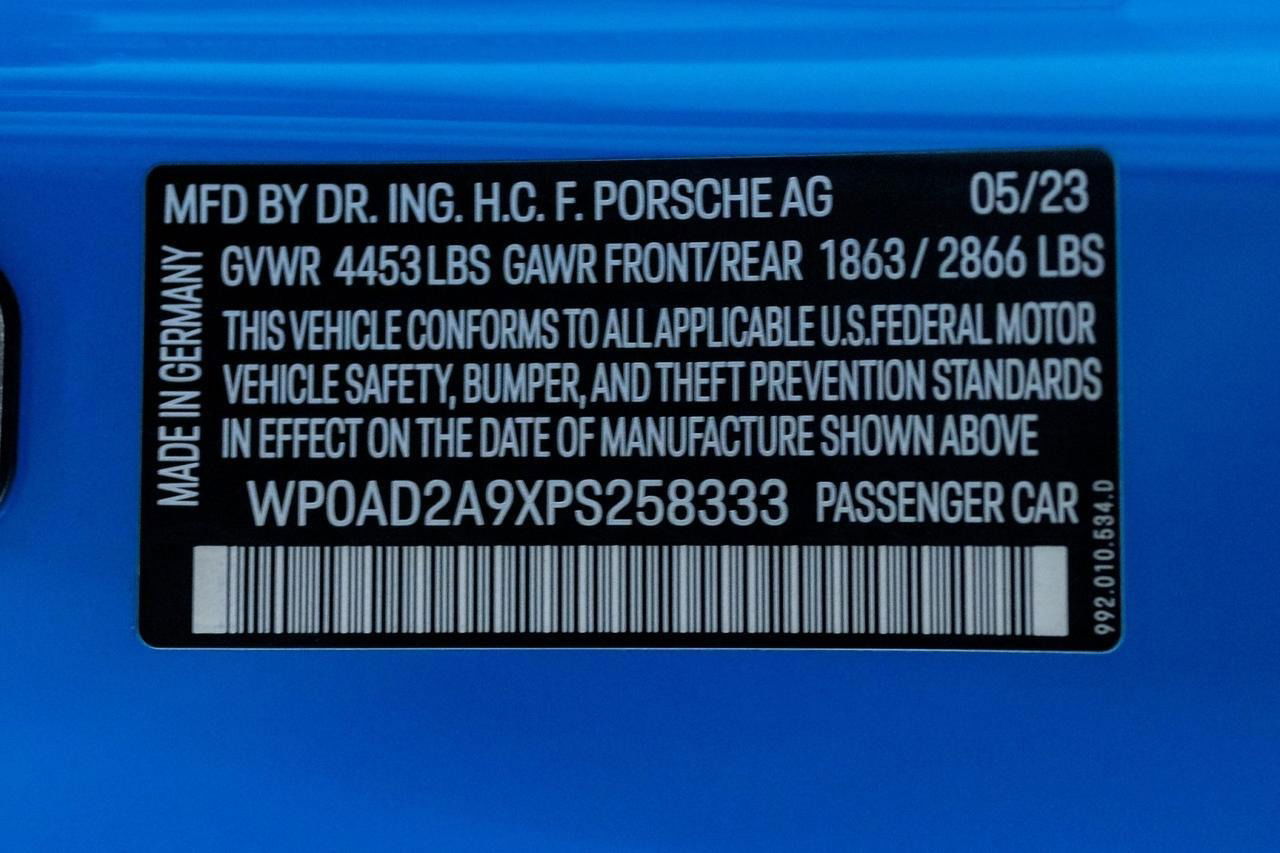 MFD BY DR. ING. H.C. F. PORSCHE AG 05/23
GVWR 4453 LBS GAWR FRONT/REAR 1863 / 2866 LBS
THIS VEHICLE CONFORMS TO ALL APPLICABLE U.S.FEDERAL MOTOR
VEHICLE SAFETY, BUMPER, AND THEFT PREVENTION STANDARDS
IN EFFECT ON THE DATE OF MANUFACTURE SHOWN ABOVE
WP0AD2A9XPS258333 PASSENGER CAR
MADE IN GERMANY
992.010.534.D